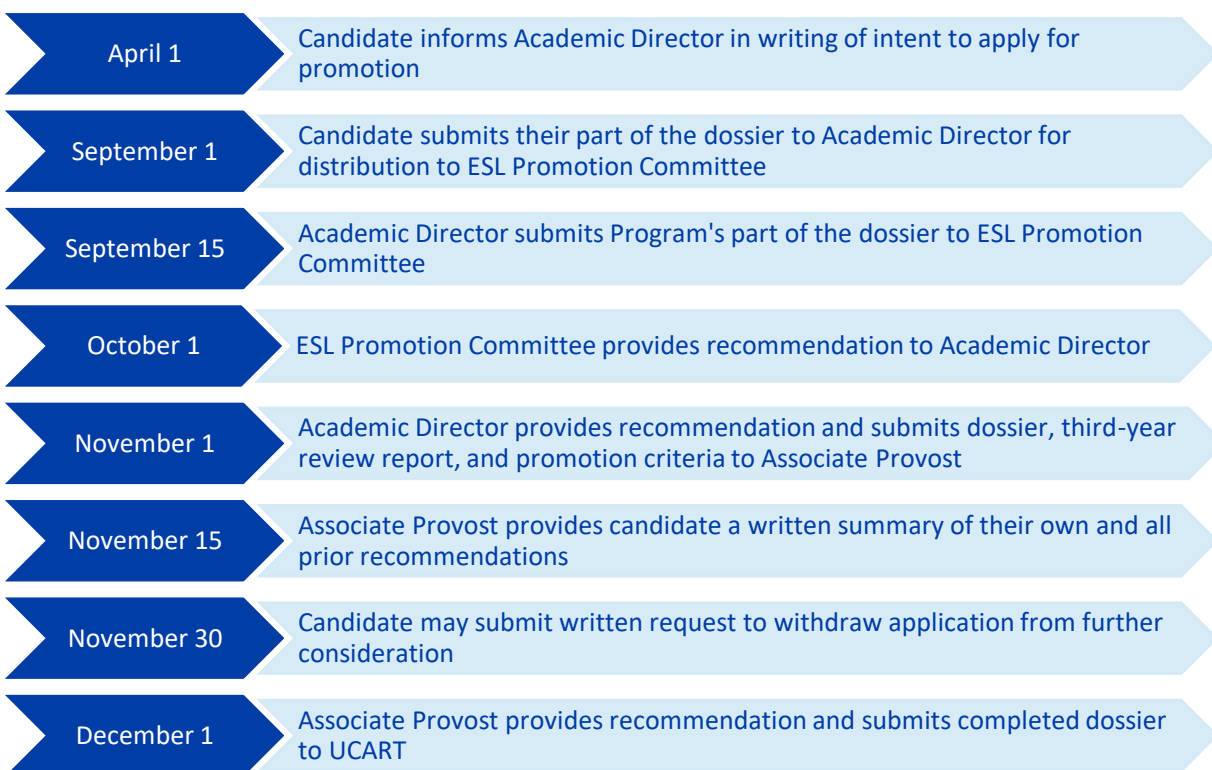 April 1
Candidate informs Academic Director in writing of intent to apply for
promotion
September 1
Candidate submits their part of the dossier to Academic Director for
distribution to ESL Promotion Committee
September 15
Academic Director submits Program's part of the dossier to ESL Promotion
Committee
October 1
ESL Promotion Committee provides recommendation to Academic Director
November 1
Academic Director provides recommendation and submits dossier, third-year
review report, and promotion criteria to Associate Provost
November 15
Associate Provost provides candidate a written summary of their own and all
prior recommendations
November 30
Candidate may submit written request to withdraw application from further
consideration
December 1
Associate Provost provides recommendation and submits completed dossier
to UCART